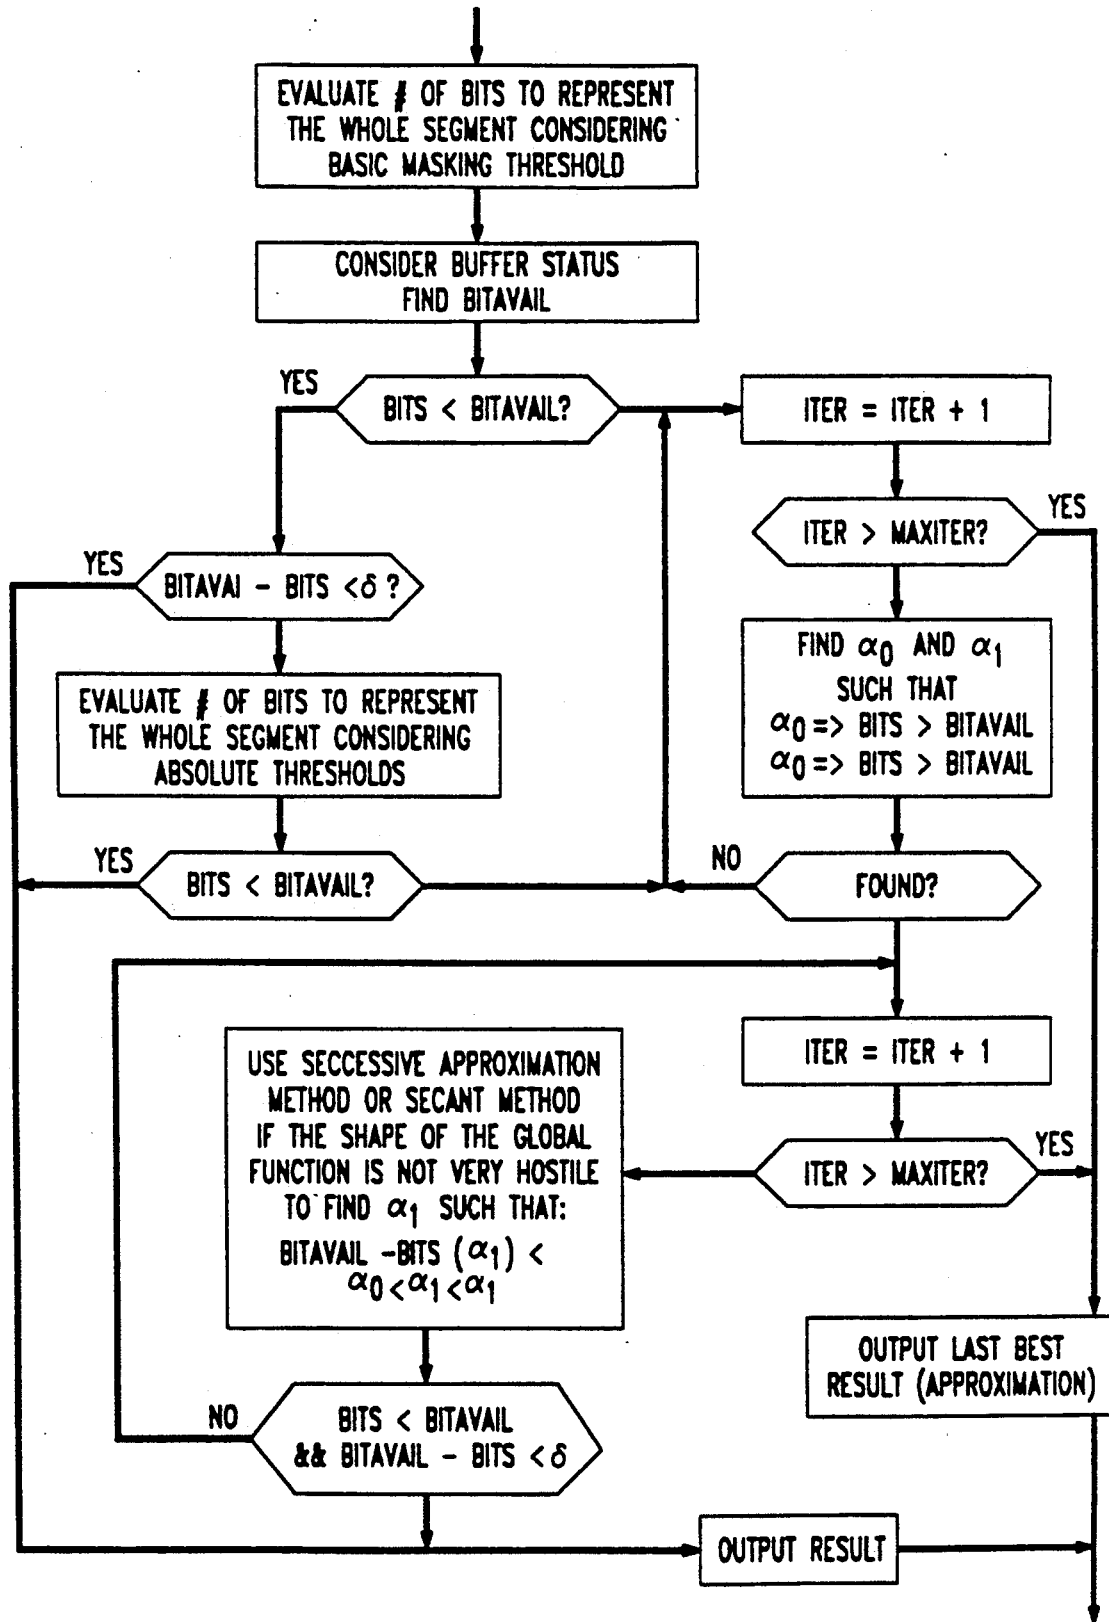 EVALUATE # OF BITS TO REPRESENT
THE WHOLE SEGMENT CONSIDERING
BASIC MASKING THRESHOLD
CONSIDER BUFFER STATUS
FIND BITAVAIL
YES
BITS < BITAVAIL?
ITER = ITER + 1
ITER > MAXITER?
YES
YES
BITAVAI - BITS < δ ?
FIND α0 AND α1
SUCH THAT
α0 => BITS > BITAVAIL
α0 => BITS > BITAVAIL
EVALUATE # OF BITS TO REPRESENT
THE WHOLE SEGMENT CONSIDERING
ABSOLUTE THRESHOLDS
YES
BITS < BITAVAIL?
NO
FOUND?
ITER = ITER + 1
USE SECCESSIVE APPROXIMATION
METHOD OR SECANT METHOD
IF THE SHAPE OF THE GLOBAL
FUNCTION IS NOT VERY HOSTILE
TO FIND α1 SUCH THAT:
BITAVAIL -BITS (α1) <
α0<α1<α1
ITER > MAXITER?
YES
OUTPUT LAST BEST
RESULT (APPROXIMATION)
NO
BITS < BITAVAIL
&& BITAVAIL - BITS < δ
OUTPUT RESULT